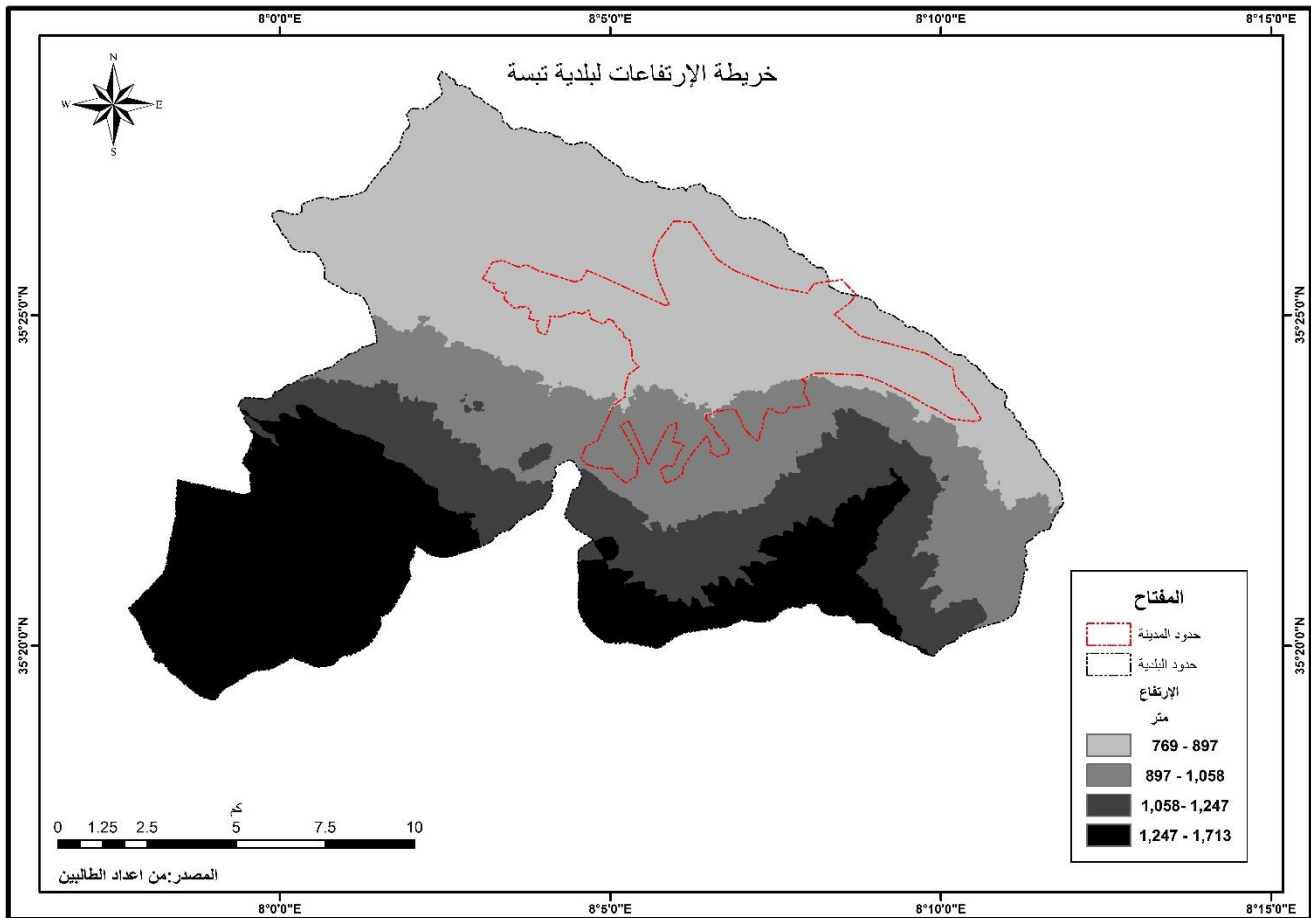 8°0'0"E
8°5'0"E
8°10'0"E
8°15'0"E
خريطة الإرتفاعات لبلدية تبسة
N
W
E
S
35°25'0"N
35°25'0"N
35°20'0"N
35°20'0"N
المفتاح
حدود المدينة
حدود البلدية
الإرتفاع
متر
769 - 897
897 - 1,058
1,058- 1,247
1,247 - 1,713
كم
0 1.25 2.5 5 7.5 10
المصدر:من اعداد الطالبين
8°0'0"E
8°5'0"E
8°10'0"E
8°15'0"E